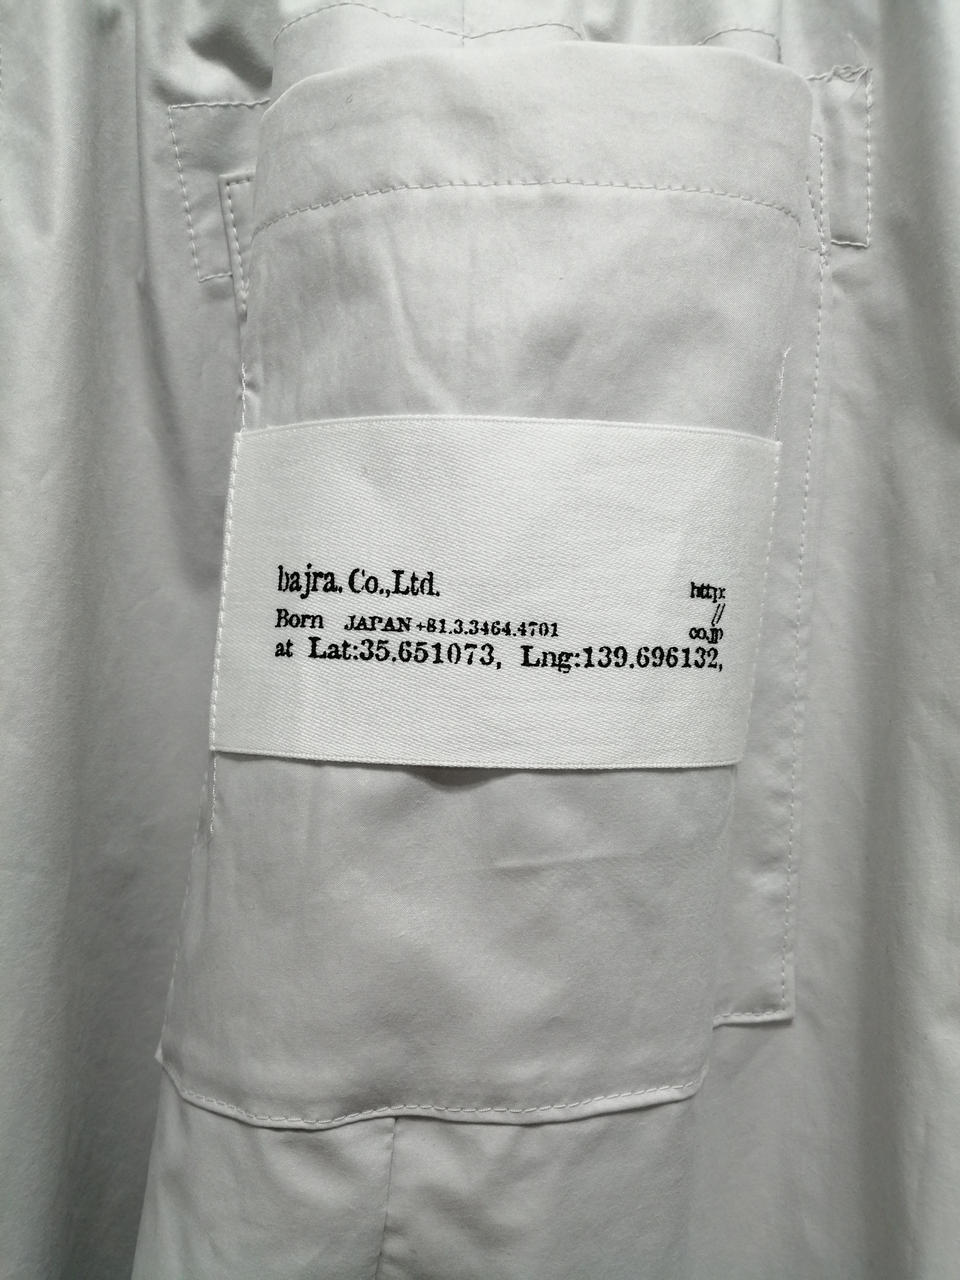 bajra. Co.,Ltd.
Born JAPAN +81.3.3464.4701
at Lat:35.651073, Lng:139.696132,
http:
//
co.jp